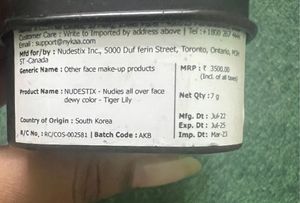 Customer Care : Write to Imported by address above | Tel :+1800 267 444
Email : support@nykaa.com
Mfd for/by : Nudestix Inc, 5000 Duf ferin Street, Toronto, Ontario, M3H
ST -Canada
Generic Name : Other face make-up products
MRP : ₹ 3500.00
(Incl. of all taxes)
Product Name : NUDESTIX - Nudies all over face
dewy color - Tiger Lily
Net Qty : 7 g
Country of Origin : South Korea
Mfg. Dt : Jul-22
Exp. Dt : Jul-25
Imp. Dt : Mar-23
R/C No, : RC/COS-002581 | Batch Code : AKB